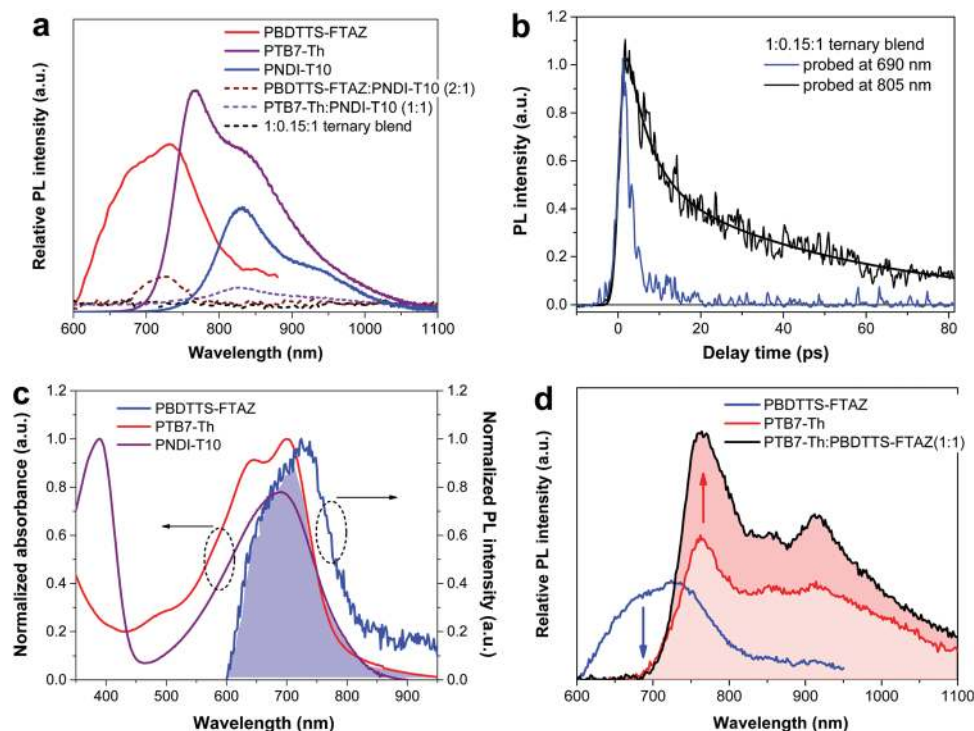 a
PBDTTS-FTAZ
PTB7-Th
PNDI-T10
PBDTTS-FTAZ:PNDI-T10 (2:1)
PTB7-Th:PNDI-T10 (1:1)
1:0.15:1 ternary blend
Relative PL intensity (a.u.)
600 700 800 900 1000 1100
Wavelength (nm)
b
1:0.15:1 ternary blend
probed at 690 nm
probed at 805 nm
PL intensity (a.u.)
1.2
1.0
0.8
0.6
0.4
0.2
0.0
0 20 40 60 80
Delay time (ps)
c
PBDTTS-FTAZ
PTB7-Th
PNDI-T10
Normalized absorbance (a.u.)
1.2
1.0
0.8
0.6
0.4
0.2
0.0
1.2
1.0
0.8
0.6
0.4
0.2
0.0
Normalized PL intensity (a.u.)
400 500 600 700 800 900
Wavelength (nm)
d
PBDTTS-FTAZ
PTB7-Th
PTB7-Th:PBDTTS-FTAZ(1:1)
Relative PL intensity (a.u.)
600 700 800 900 1000 1100
Wavelength (nm)